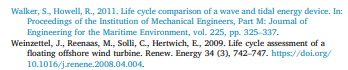 Walker, S., Howell, R., 2011. Life cycle comparison of a wave and tidal energy device. In:
Proceedings of the Institution of Mechanical Engineers, Part M: Journal of
Engineering for the Maritime Environment, vol. 225, pp. 325–337.
Weinzettel, J., Reenaas, M., Solli, C., Hertwich, E., 2009. Life cycle assessment of a
floating offshore wind turbine. Renew. Energy 34 (3), 742–747. https://doi.org/
10.1016/j.renene.2008.04.004.